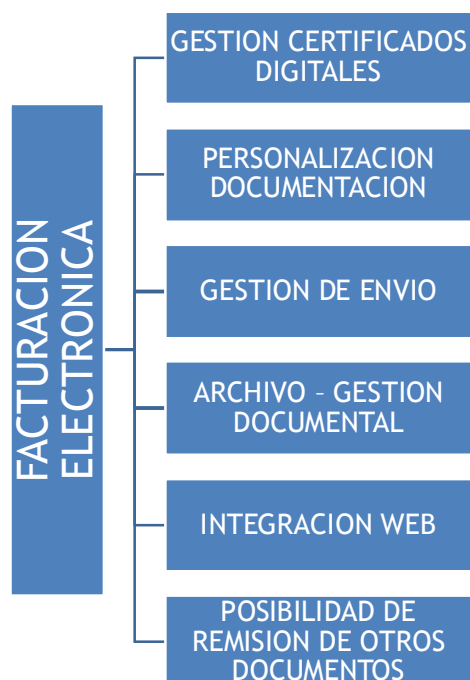 FACTURACION
ELECTRONICA
GESTION CERTIFICADOS
DIGITALES
PERSONALIZACION
DOCUMENTACION
GESTION DE ENVIO
ARCHIVO - GESTION
DOCUMENTAL
INTEGRACION WEB
POSIBILIDAD DE
REMISION DE OTROS
DOCUMENTOS